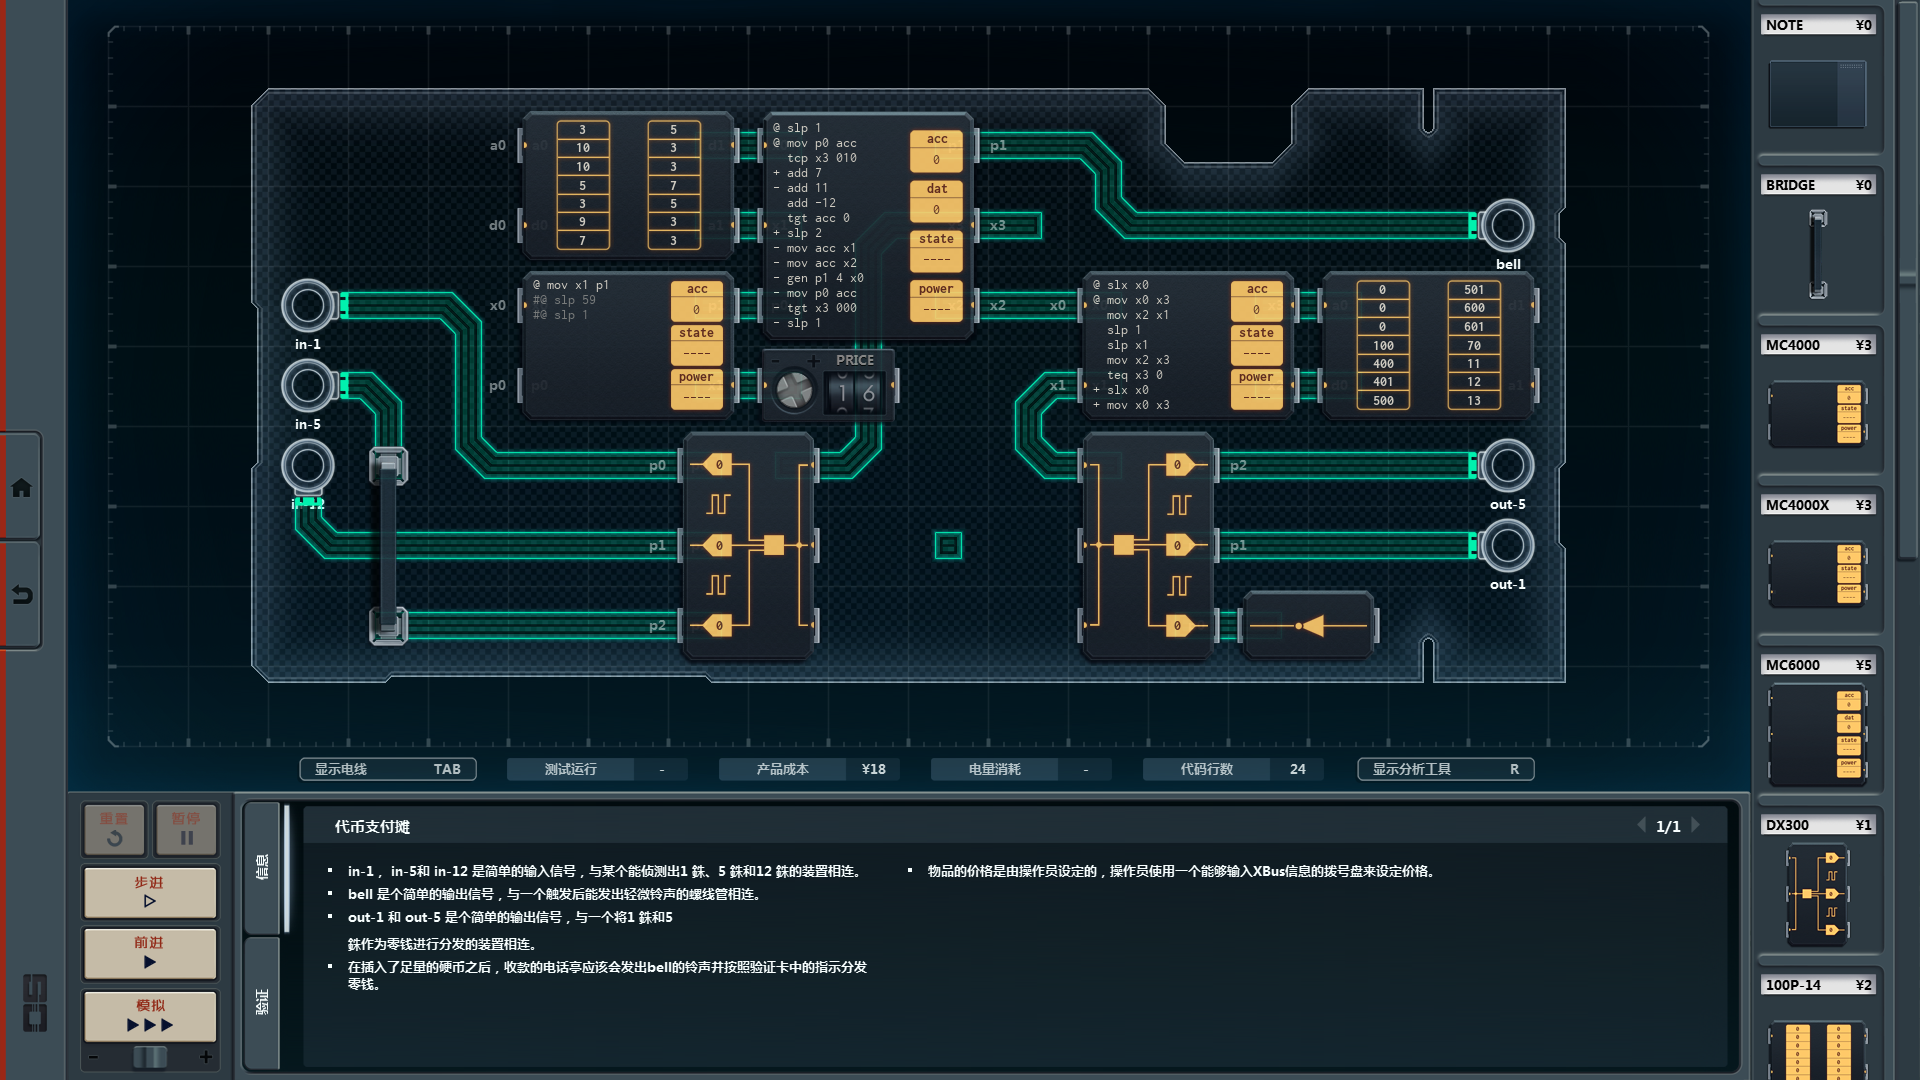 NOTE ¥0
BRIDGE ¥0
MC4000 ¥3
MC4000X ¥3
MC6000 ¥5
DX300 ¥1
100P-14 ¥2
a0
d0
3 5
10 3
10 3
5 7
3 5
9 3
7 3
@ slp 1
@ mov p0 acc
tcp x3 010
+ add 7
- add 11
add -12
tgt acc 0
+ slp 2
- mov acc x1
- mov acc x2
- gen p1 4 x0
- mov p0 acc
- tgt x3 000
- slp 1
acc
0
dat
0
state
----
power
----
p1
x3
x2
bell
in-1
in-5
in-12
x0
p0
@ mov x1 p1
#@ slp 59
#@ slp 1
acc
0
state
----
power
----
- + PRICE
1 6
x0
x1
@ slx x0
@ mov x0 x3
mov x2 x1
slp 1
slp x1
mov x2 x3
teq x3 0
+ slx x0
+ mov x0 x3
acc
0
state
----
power
----
0 501
0 600
0 601
100 70
400 11
401 12
500 13
p0
p1
p2
0
0
0
0
0
0
p2
p1
out-5
out-1
显示电线 TAB
测试运行 -
产品成本 ¥18
电量消耗 -
代码行数 24
显示分析工具 R
重置
暂停
步进
前进
模拟
- +
信息
验证
代币支付摊
1/1
▪ in-1 ，in-5和 in-12 是简单的输入信号，与某个能侦测出1 銖、5 銖和12 銖的装置相连。
▪ bell 是个简单的输出信号，与一个触发后能发出轻微铃声的螺线管相连。
▪ out-1 和 out-5 是个简单的输出信号，与一个将1 銖和5
銖作为零钱进行分发的装置相连。
▪ 在插入了足量的硬币之后，收款的电话亭应该会发出bell的铃声并按照验证卡中的指示分发
零钱。
▪ 物品的价格是由操作员设定的，操作员使用一个能够输入XBus信息的拨号盘来设定价格。